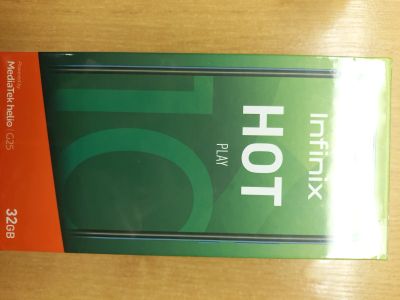 Infinix
HOT
PLAY
10
Powered by
MediaTek helio G25
32GB